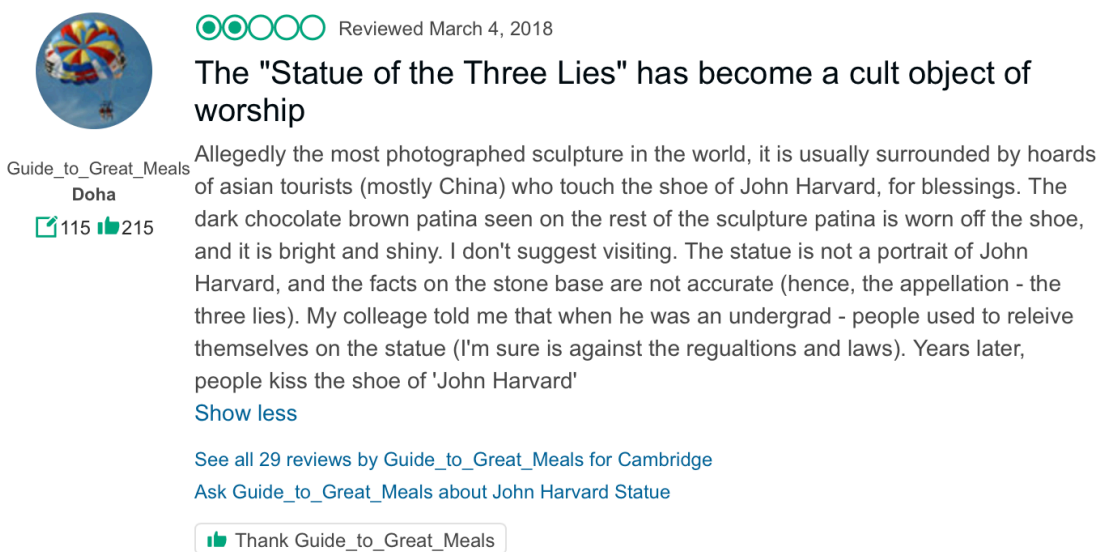 Reviewed March 4, 2018
The "Statue of the Three Lies" has become a cult object of
worship
Guide_to_Great_Meals
Doha
115 215
Allegedly the most photographed sculpture in the world, it is usually surrounded by hoards
of asian tourists (mostly China) who touch the shoe of John Harvard, for blessings. The
dark chocolate brown patina seen on the rest of the sculpture patina is worn off the shoe,
and it is bright and shiny. I don't suggest visiting. The statue is not a portrait of John
Harvard, and the facts on the stone base are not accurate (hence, the appellation - the
three lies). My colleage told me that when he was an undergrad - people used to releive
themselves on the statue (I'm sure is against the regualtions and laws). Years later,
people kiss the shoe of 'John Harvard'
Show less
See all 29 reviews by Guide_to_Great_Meals for Cambridge
Ask Guide_to_Great_Meals about John Harvard Statue
Thank Guide_to_Great_Meals